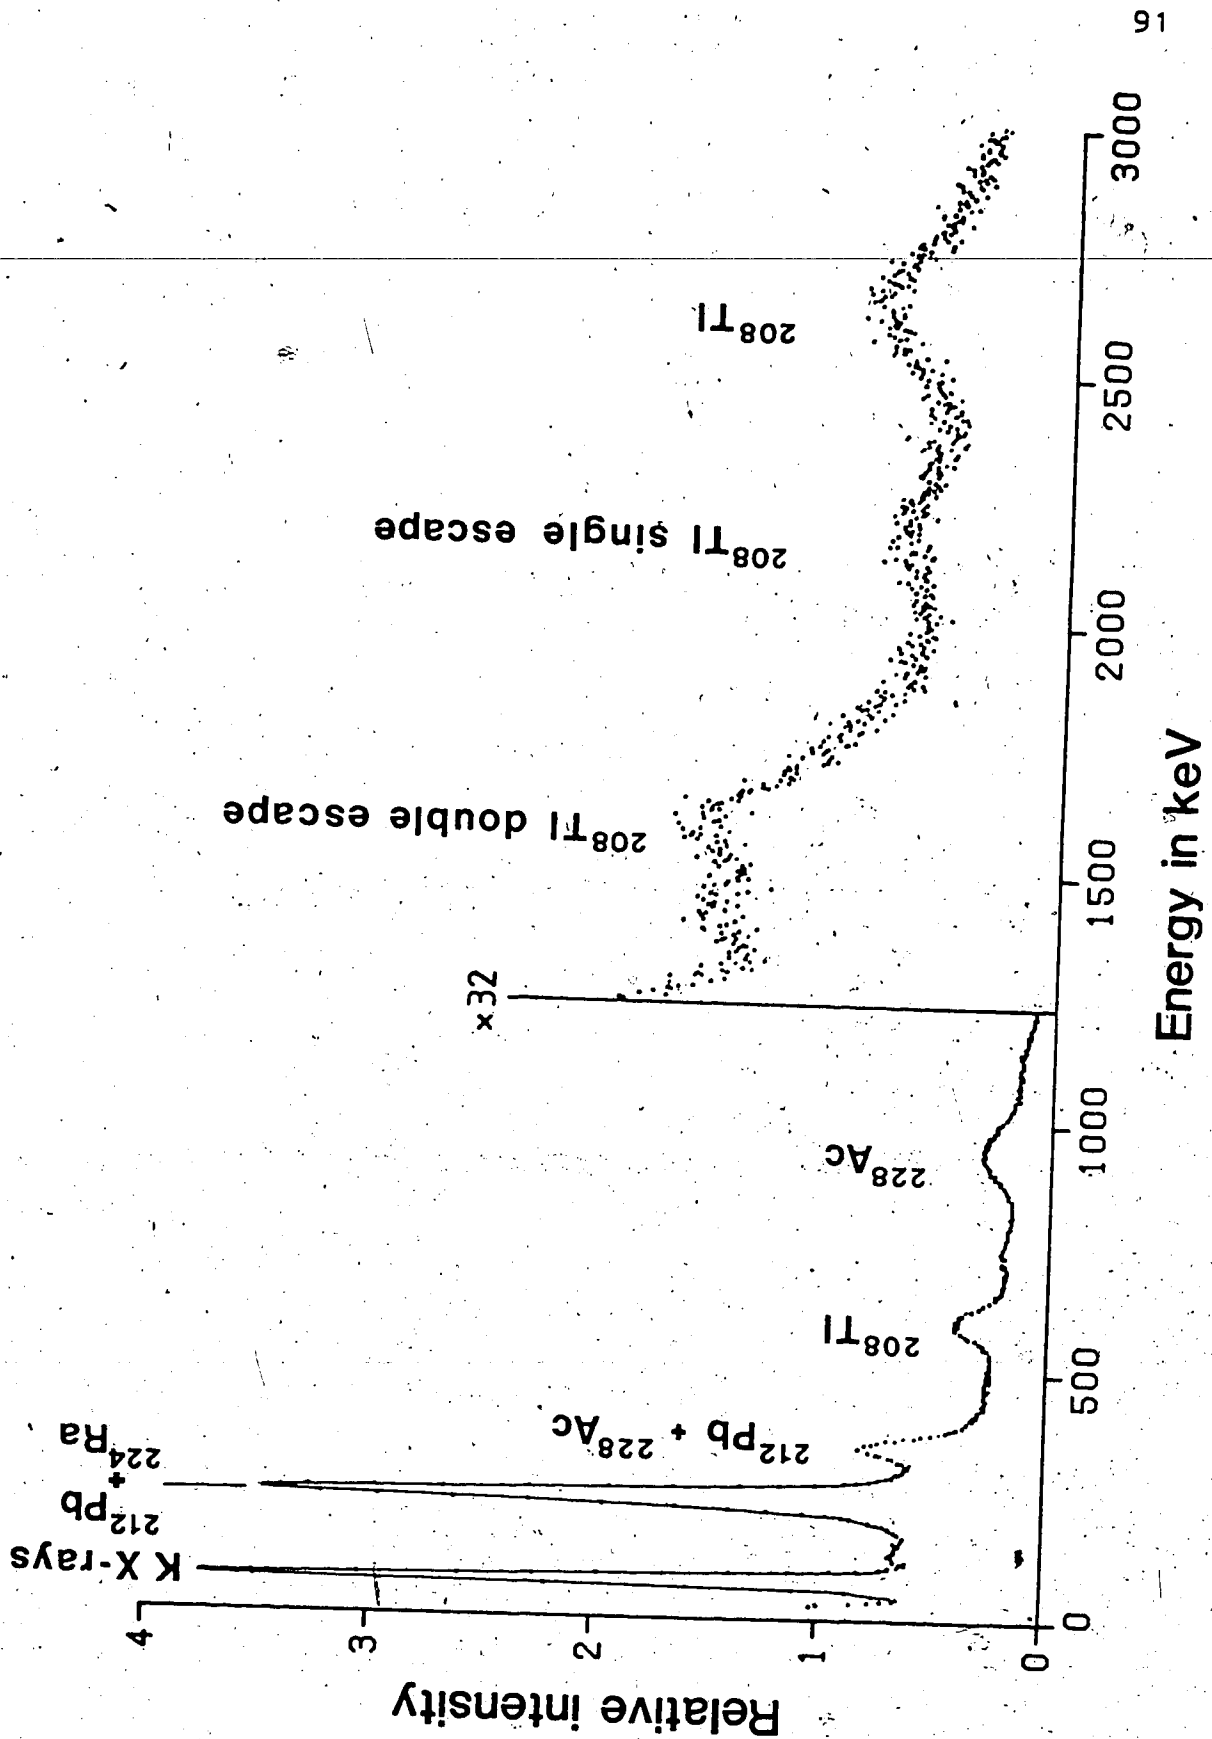 91
K X-rays
212Pb
+
224Ra
212Pb + 228Ac
208Tl
228Ac
×32
208Tl double escape
208Tl single escape
208Tl
Relative intensity
4
3
2
1
0
0
500
1000
1500
2000
2500
3000
Energy in keV